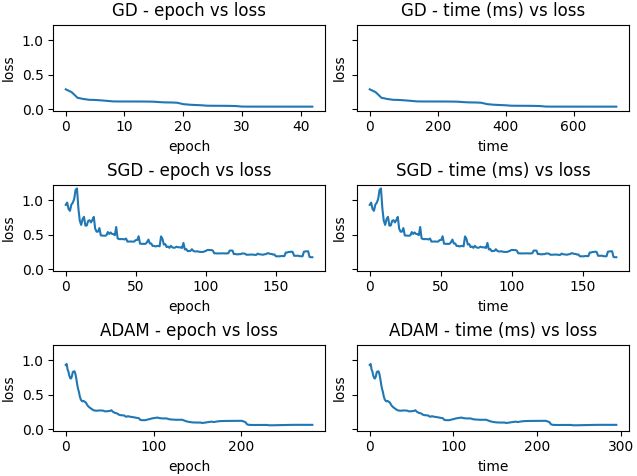 GD - epoch vs loss
GD - time (ms) vs loss
loss
1.0
0.5
0.0
0
10
20
30
40
epoch
loss
0
200
400
600
time
SGD - epoch vs loss
SGD - time (ms) vs loss
loss
1.0
0.5
0.0
0
50
100
150
epoch
loss
0
50
100
150
time
ADAM - epoch vs loss
ADAM - time (ms) vs loss
loss
1.0
0.5
0.0
0
100
200
epoch
loss
0
100
200
300
time